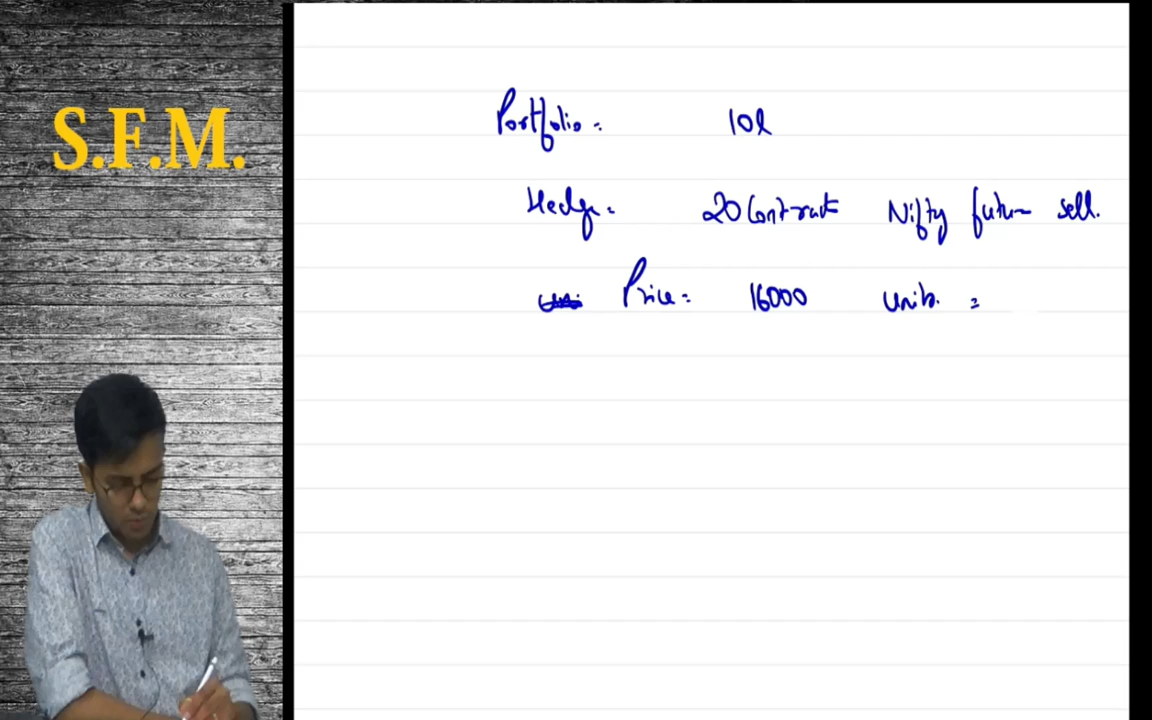 S.F.M.
Portfolio = 10l
Hedge = 20 Contract Nifty future sell.
Price = 16000 Units =